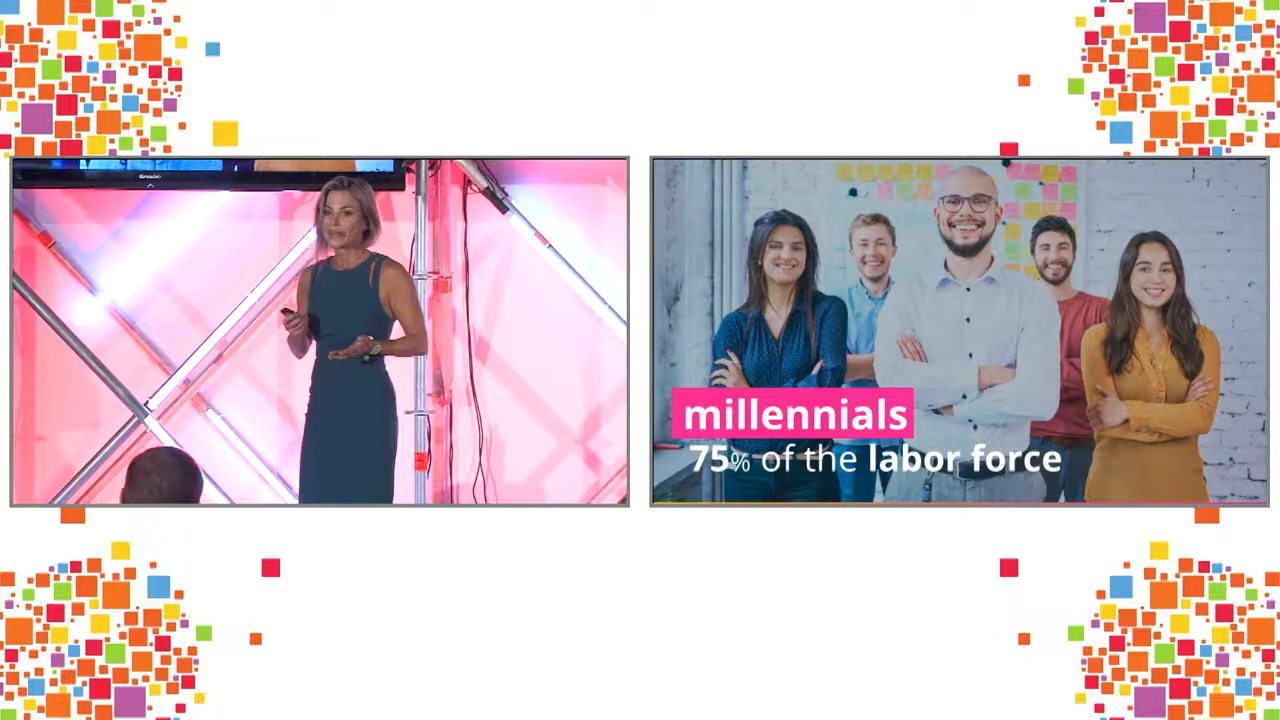 millennials
75% of the labor force